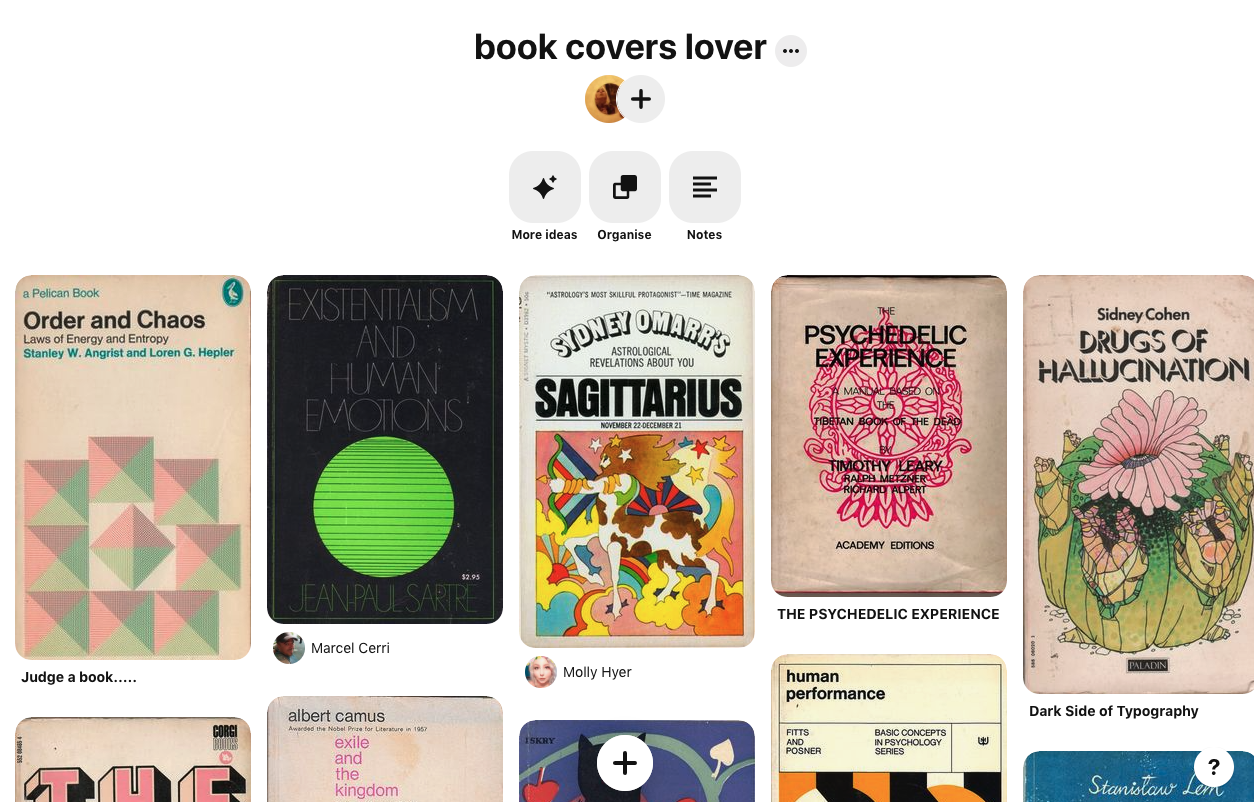 book covers lover
More ideas
Organise
Notes
a Pelican Book
Order and Chaos
Laws of Energy and Entropy
Stanley W. Angrist and Loren G. Hepler
Judge a book.....
EXISTENTIALISM
AND
HUMAN
EMOTIONS
$2.95
JEAN-PAUL SARTRE
Marcel Cerri
"ASTROLOGY'S MOST SKILLFUL PROTAGONIST"—TIME MAGAZINE
SYDNEY OMARR'S
ASTROLOGICAL
REVELATIONS ABOUT YOU
SAGITTARIUS
NOVEMBER 22-DECEMBER 21
Molly Hyer
THE
PSYCHEDELIC
EXPERIENCE
A MANUAL BASED ON
THE
TIBETAN BOOK OF THE DEAD
BY
TIMOTHY LEARY
RALPH METZNER
RICHARD ALPERT
ACADEMY EDITIONS
THE PSYCHEDELIC EXPERIENCE
Sidney Cohen
DRUGS OF
HALLUCINATION
PALADIN
Dark Side of Typography
CORGI
BOOKS
THE
albert camus
Awarded the Nobel Prize for Literature in 1957
exile
and
the
kingdom
human
performance
FITTS
AND
POSNER
BASIC CONCEPTS
IN PSYCHOLOGY
SERIES
Stanisław Lem
?